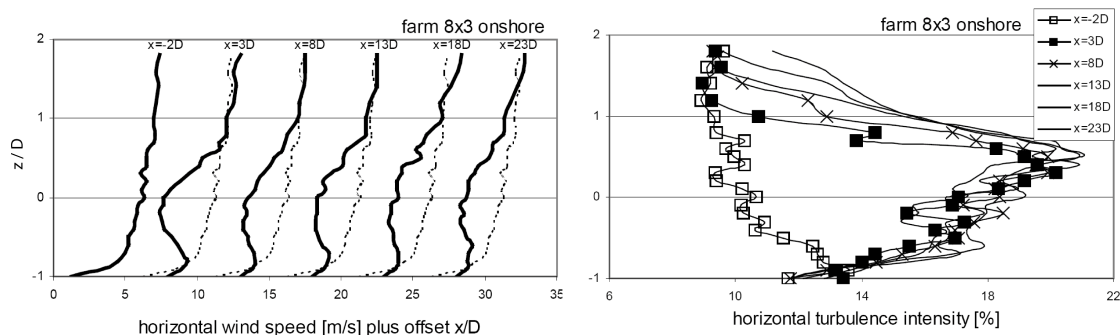 farm 8x3 onshore
2
x=-2D x=3D x=8D x=13D x=18D x=23D
1
z / D
0
-1
0 5 10 15 20 25 30 35
horizontal wind speed [m/s] plus offset x/D
farm 8x3 onshore
2
1
0
-1
6 10 14 18 22
horizontal turbulence intensity [%]
x=-2D
x=3D
x=8D
x=13D
x=18D
x=23D